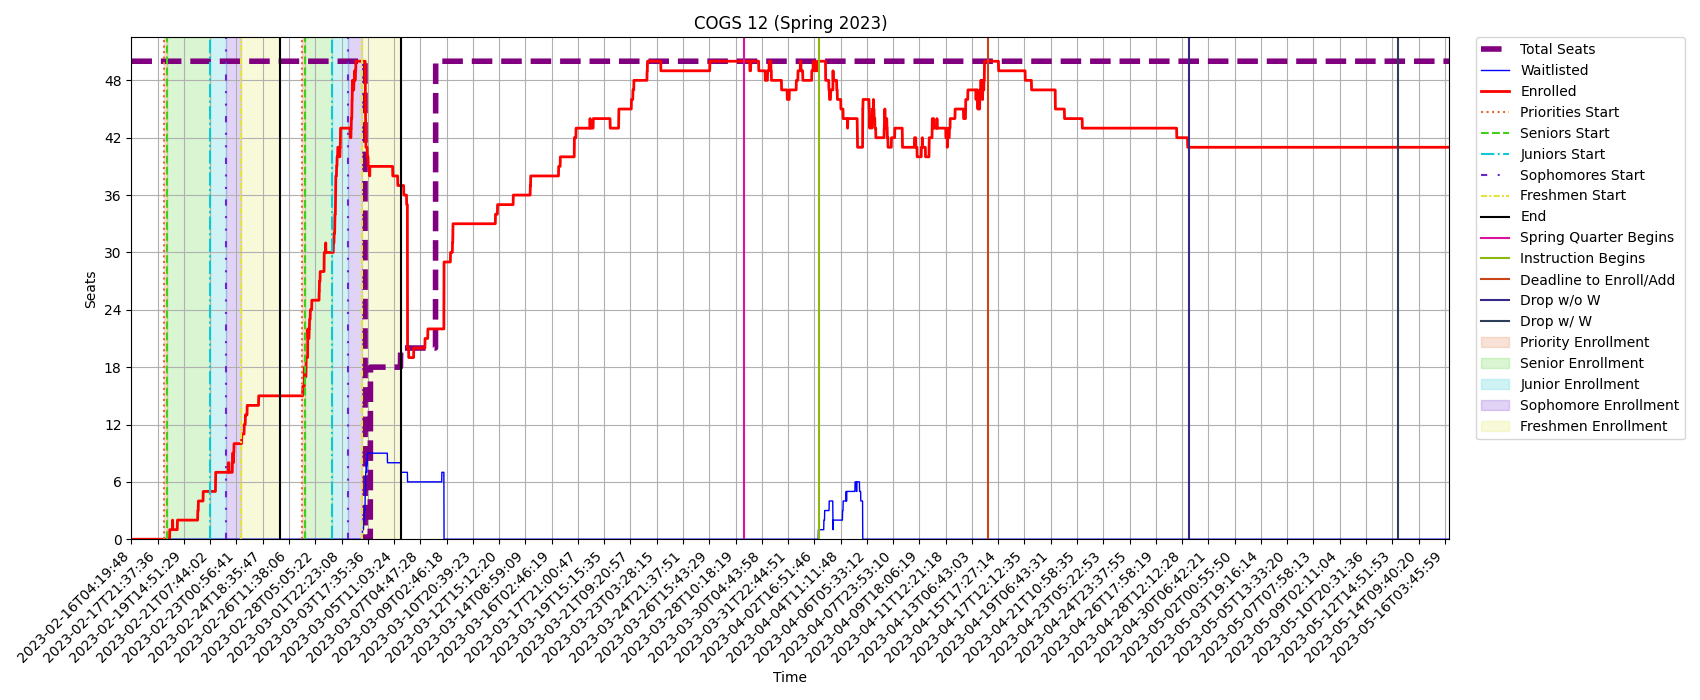 COGS 12 (Spring 2023)
Seats
48
42
36
30
24
18
12
6
0
2023-02-16T04:19:48
2023-02-17T21:37:36
2023-02-19T14:51:29
2023-02-21T07:44:02
2023-02-23T00:56:41
2023-02-24T18:35:47
2023-02-26T11:38:06
2023-02-28T05:05:22
2023-03-01T22:23:08
2023-03-03T17:35:36
2023-03-05T11:03:24
2023-03-07T04:47:28
2023-03-09T02:46:18
2023-03-10T20:39:23
2023-03-12T15:12:20
2023-03-14T08:59:09
2023-03-16T02:46:19
2023-03-17T21:00:47
2023-03-19T15:15:35
2023-03-21T09:20:57
2023-03-23T03:28:15
2023-03-24T21:37:51
2023-03-26T15:43:29
2023-03-28T10:18:19
2023-03-30T04:43:58
2023-03-31T22:44:51
2023-04-02T16:51:46
2023-04-04T11:11:48
2023-04-06T05:33:12
2023-04-07T23:53:10
2023-04-09T18:06:19
2023-04-11T12:21:18
2023-04-13T06:43:03
2023-04-15T17:27:14
2023-04-17T12:12:35
2023-04-19T06:43:31
2023-04-21T10:58:35
2023-04-23T05:22:53
2023-04-24T23:37:55
2023-04-26T17:58:19
2023-04-28T12:12:28
2023-04-30T06:42:21
2023-05-02T00:55:50
2023-05-03T19:16:14
2023-05-05T13:33:20
2023-05-07T07:58:13
2023-05-09T02:11:04
2023-05-10T20:31:36
2023-05-12T14:51:53
2023-05-14T09:40:20
2023-05-16T03:45:59
Time
Total Seats
Waitlisted
Enrolled
Priorities Start
Seniors Start
Juniors Start
Sophomores Start
Freshmen Start
End
Spring Quarter Begins
Instruction Begins
Deadline to Enroll/Add
Drop w/o W
Drop w/ W
Priority Enrollment
Senior Enrollment
Junior Enrollment
Sophomore Enrollment
Freshmen Enrollment